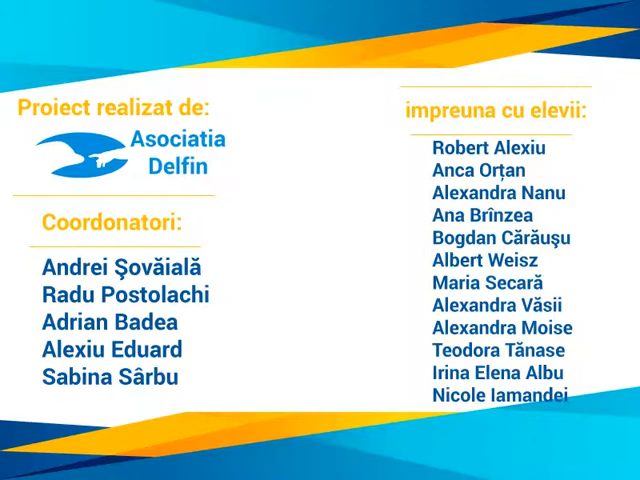 Proiect realizat de:
Asociatia
Delfin
Coordonatori:
Andrei Şovăială
Radu Postolachi
Adrian Badea
Alexiu Eduard
Sabina Sârbu
impreuna cu elevii:
Robert Alexiu
Anca Orțan
Alexandra Nanu
Ana Brînzea
Bogdan Cărăuşu
Albert Weisz
Maria Secară
Alexandra Văsii
Alexandra Moise
Teodora Tănase
Irina Elena Albu
Nicole Iamandei